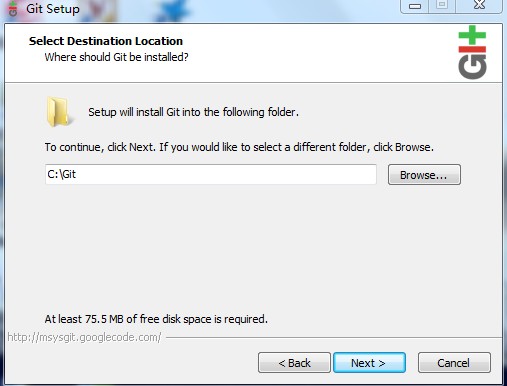 Git Setup
Select Destination Location
Where should Git be installed?
GIt
Setup will install Git into the following folder.
To continue, click Next. If you would like to select a different folder, click Browse.
C:\Git
Browse...
At least 75.5 MB of free disk space is required.
http://msysgit.googlecode.com/
< Back
Next >
Cancel